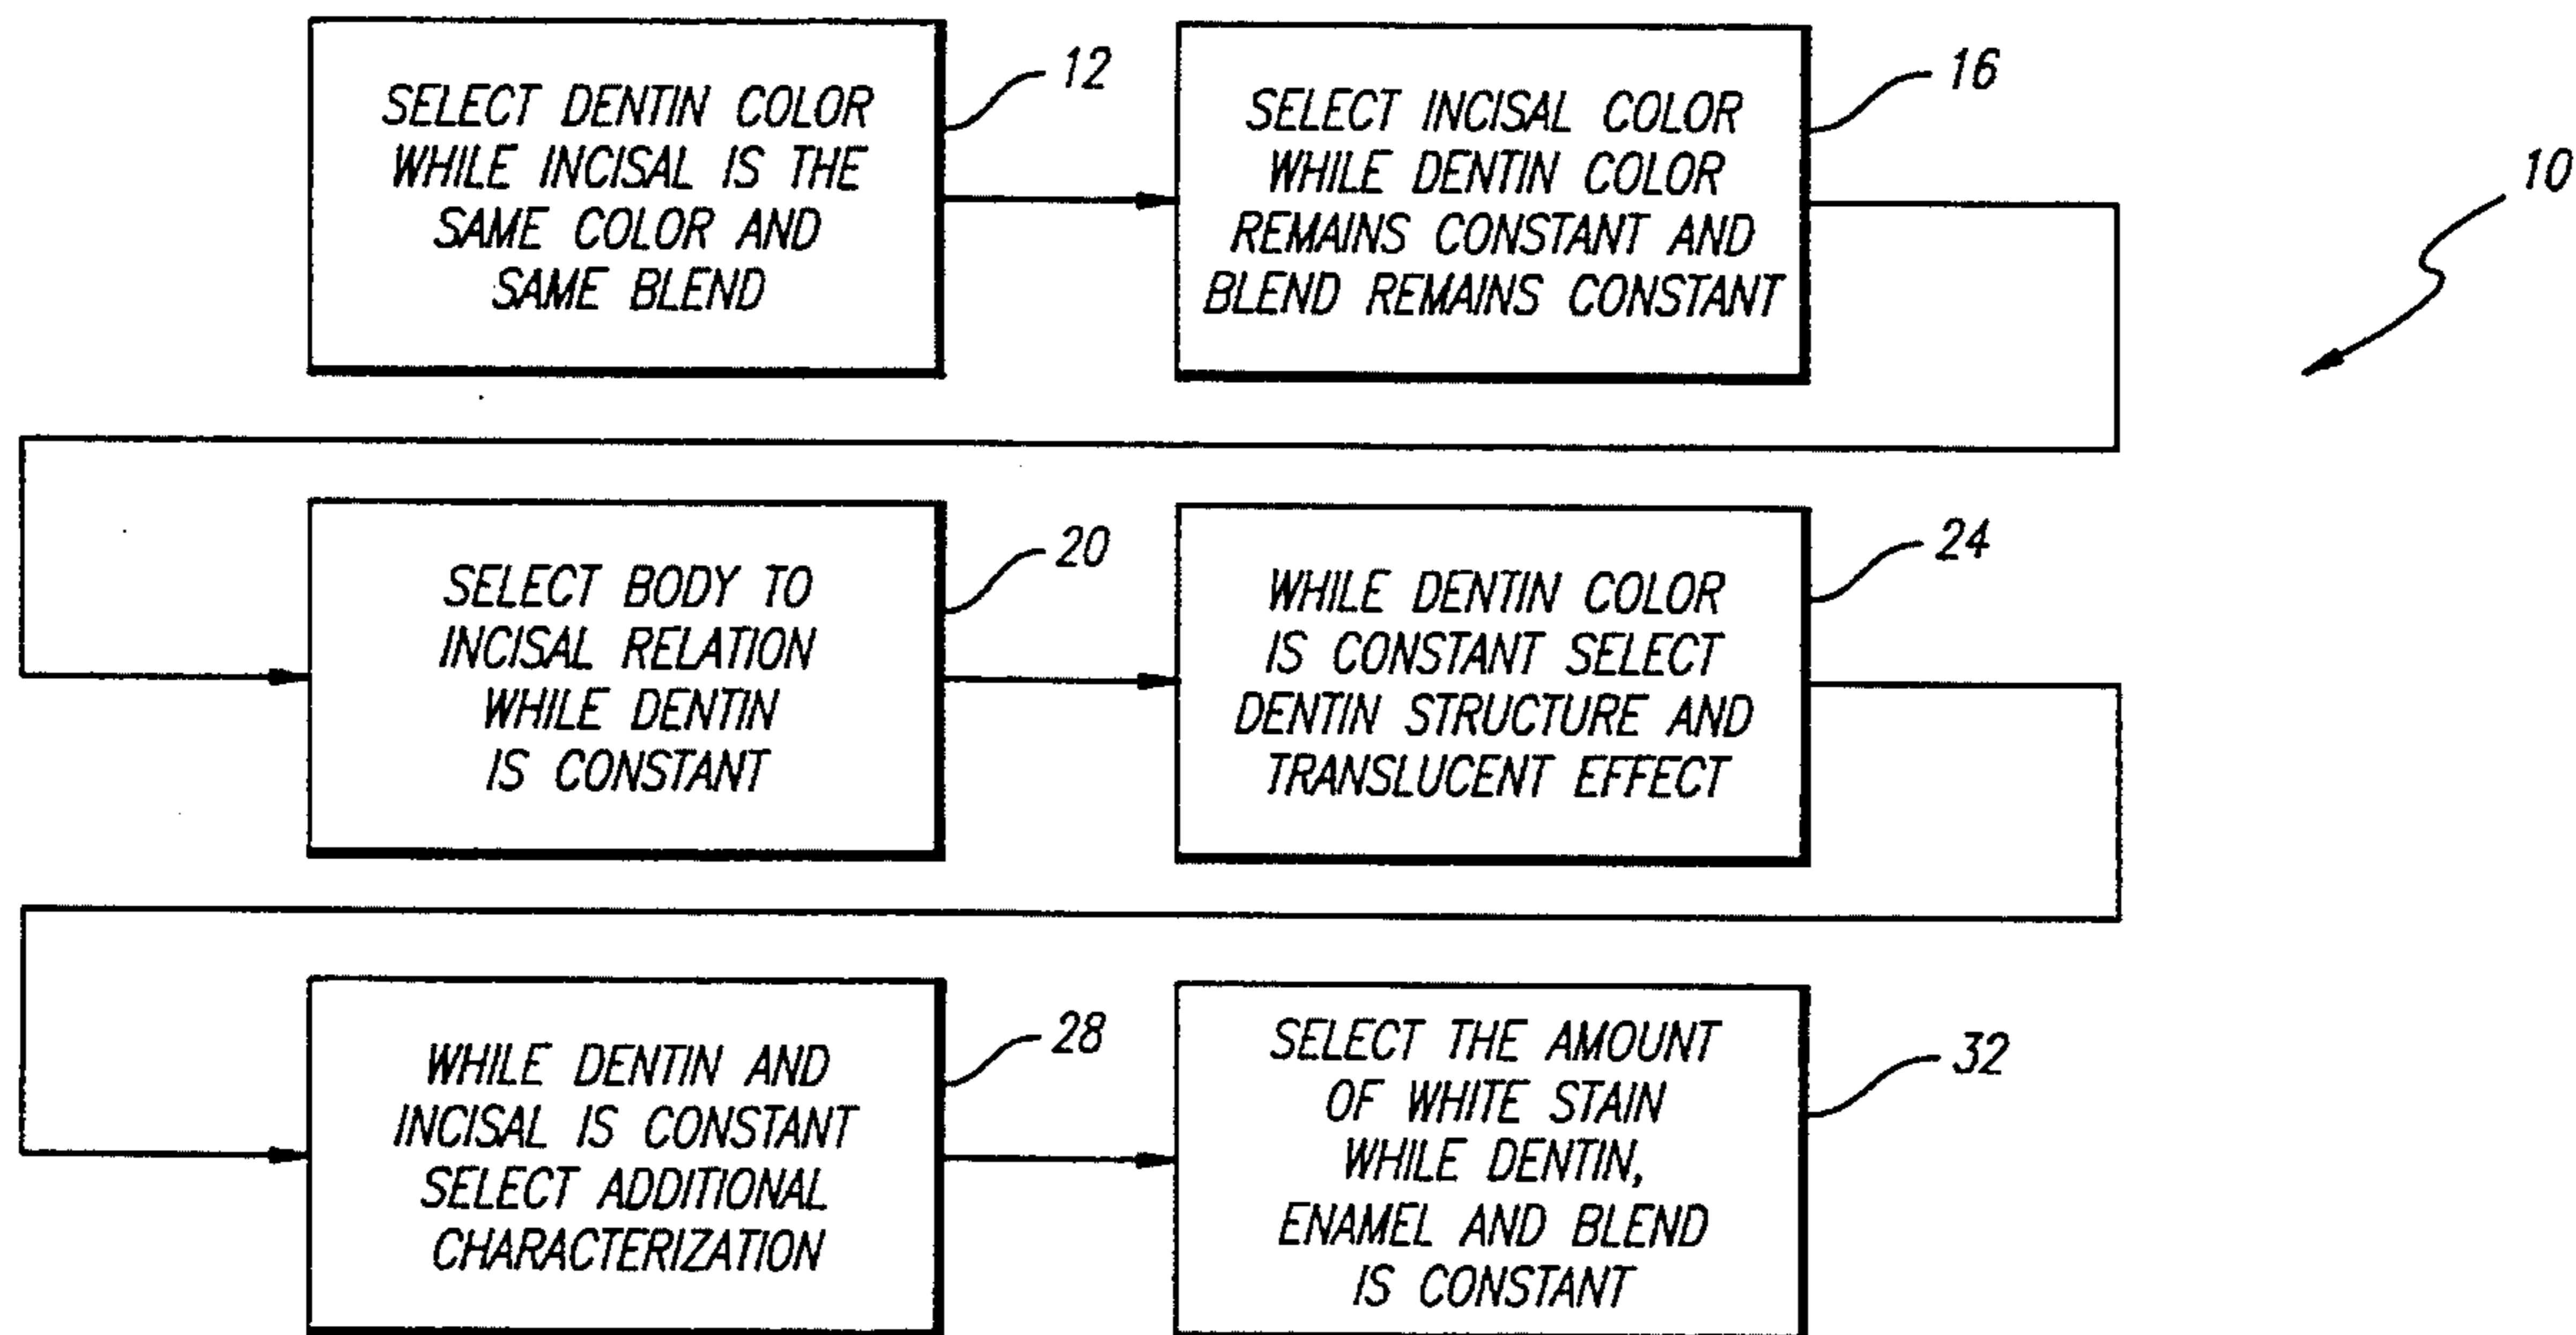 SELECT DENTIN COLOR
WHILE INCISAL IS THE
SAME COLOR AND
SAME BLEND
12
SELECT INCISAL COLOR
WHILE DENTIN COLOR
REMAINS CONSTANT AND
BLEND REMAINS CONSTANT
16
10
SELECT BODY TO
INCISAL RELATION
WHILE DENTIN
IS CONSTANT
20
WHILE DENTIN COLOR
IS CONSTANT SELECT
DENTIN STRUCTURE AND
TRANSLUCENT EFFECT
24
WHILE DENTIN AND
INCISAL IS CONSTANT
SELECT ADDITIONAL
CHARACTERIZATION
28
SELECT THE AMOUNT
OF WHITE STAIN
WHILE DENTIN,
ENAMEL AND BLEND
IS CONSTANT
32